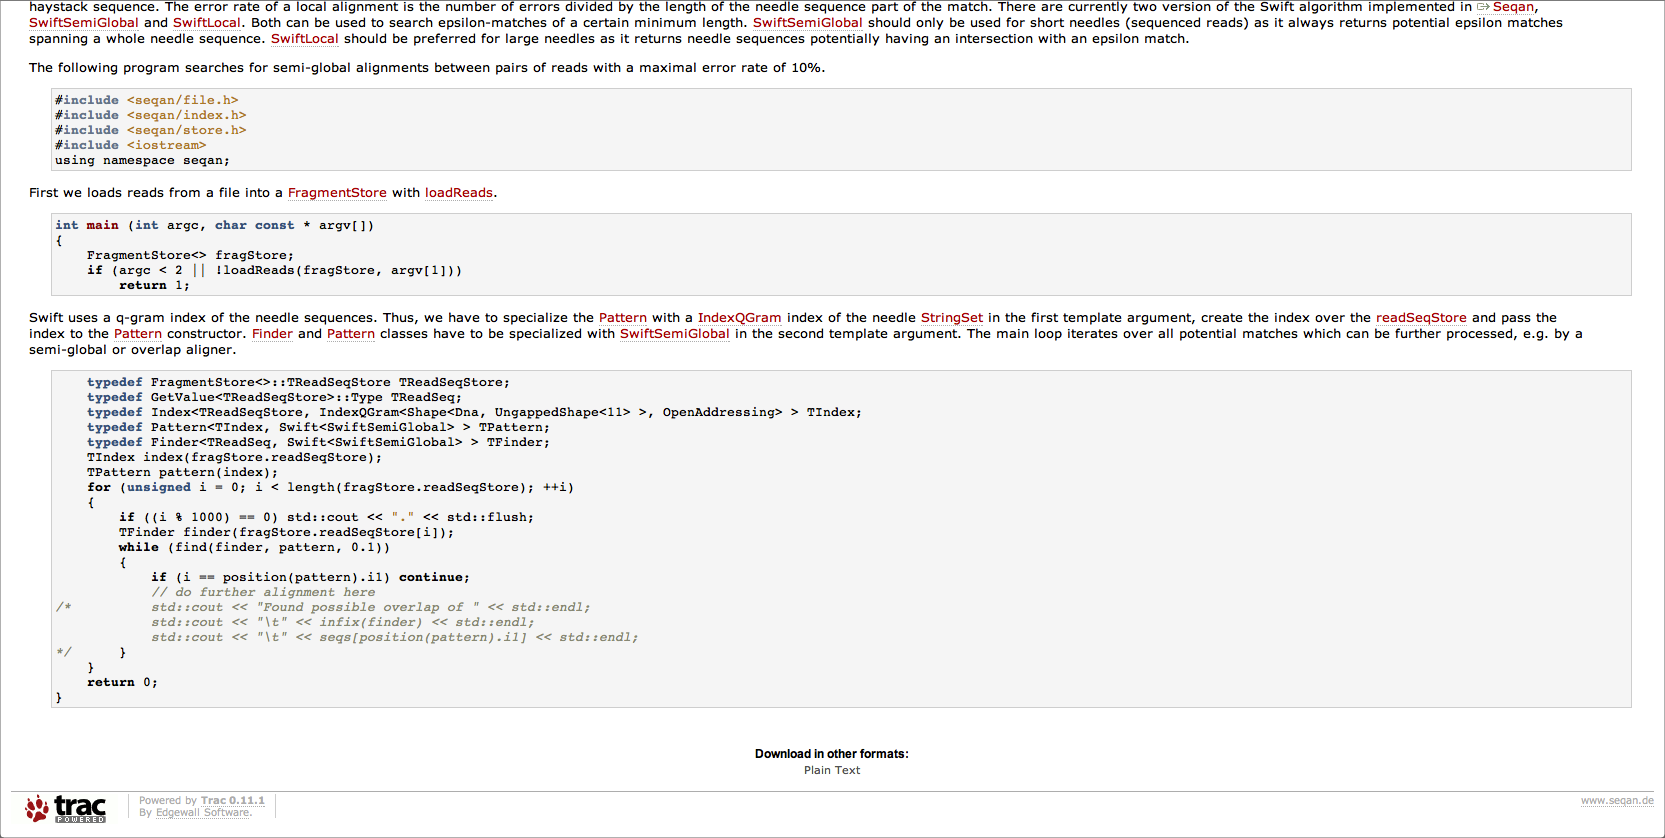 haystack sequence. The error rate of a local alignment is the number of errors divided by the length of the needle sequence part of the match. There are currently two version of the Swift algorithm implemented in Seqan,
SwiftSemiGlobal and SwiftLocal. Both can be used to search epsilon-matches of a certain minimum length. SwiftSemiGlobal should only be used for short needles (sequenced reads) as it always returns potential epsilon matches
spanning a whole needle sequence. SwiftLocal should be preferred for large needles as it returns needle sequences potentially having an intersection with an epsilon match.
The following program searches for semi-global alignments between pairs of reads with a maximal error rate of 10%.
#include <seqan/file.h>
#include <seqan/index.h>
#include <seqan/store.h>
#include <iostream>
using namespace seqan;
First we loads reads from a file into a FragmentStore with loadReads.
int main (int argc, char const * argv[])
{
    FragmentStore<> fragStore;
    if (argc < 2 || !loadReads(fragStore, argv[1]))
        return 1;
Swift uses a q-gram index of the needle sequences. Thus, we have to specialize the Pattern with a IndexQGram index of the needle StringSet in the first template argument, create the index over the readSeqStore and pass the
index to the Pattern constructor. Finder and Pattern classes have to be specialized with SwiftSemiGlobal in the second template argument. The main loop iterates over all potential matches which can be further processed, e.g. by a
semi-global or overlap aligner.
    typedef FragmentStore<>::TReadSeqStore TReadSeqStore;
    typedef GetValue<TReadSeqStore>::Type TReadSeq;
    typedef Index<TReadSeqStore, IndexQGram<Shape<Dna, UngappedShape<11> >, OpenAddressing> > TIndex;
    typedef Pattern<TIndex, Swift<SwiftSemiGlobal> > TPattern;
    typedef Finder<TReadSeq, Swift<SwiftSemiGlobal> > TFinder;
    TIndex index(fragStore.readSeqStore);
    TPattern pattern(index);
    for (unsigned i = 0; i < length(fragStore.readSeqStore); ++i)
    {
        if ((i % 1000) == 0) std::cout << "." << std::flush;
        TFinder finder(fragStore.readSeqStore[i]);
        while (find(finder, pattern, 0.1))
        {
            if (i == position(pattern).i1) continue;
            // do further alignment here
/*          std::cout << "Found possible overlap of " << std::endl;
            std::cout << "\t" << infix(finder) << std::endl;
            std::cout << "\t" << seqs[position(pattern).i1] << std::endl;
*/      }
    }
    return 0;
}
Download in other formats:
Plain Text
trac POWERED
Powered by Trac 0.11.1
By Edgewall Software.
www.seqan.de